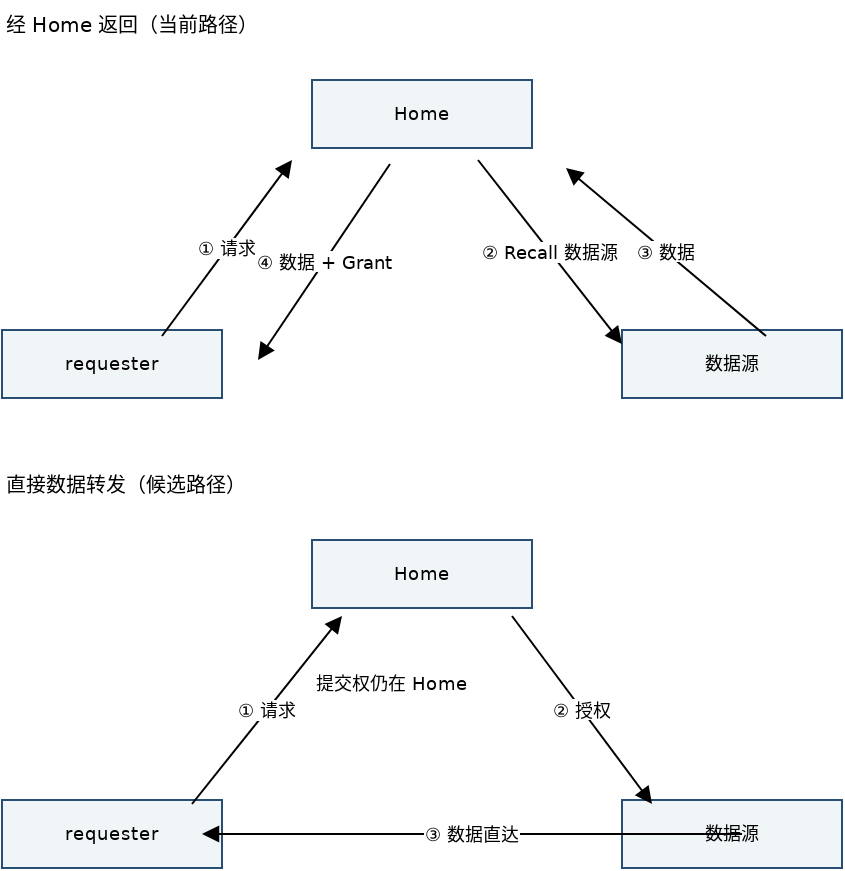 经 Home 返回（当前路径）
Home
① 请求
④ 数据 + Grant
② Recall 数据源
③ 数据
requester
数据源
直接数据转发（候选路径）
Home
提交权仍在 Home
① 请求
② 授权
requester
③ 数据直达
数据源